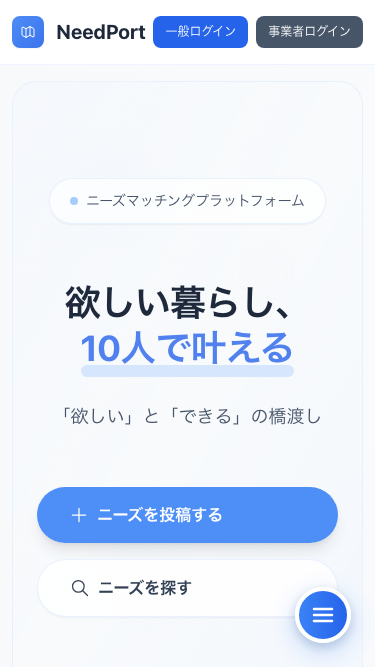 NeedPort 一般ログイン 事業者ログイン
ニーズマッチングプラットフォーム
欲しい暮らし、
10人で叶える
「欲しい」と「できる」の橋渡し
ニーズを投稿する
ニーズを探す